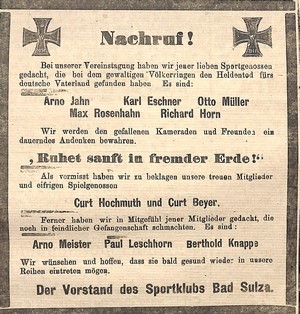 Nachruf!
Bei unserer Vereinstagung haben wir jener lieben Sportgenossen
gedacht, die bei dem gewaltigen Völkerringen den Heldentod fürs
deutsche Vaterland gefunden haben. Es sind:
Arno Jahn Karl Eschner Otto Müller
Max Rosenhahn Richard Horn
Wir werden den gefallenen Kameraden und Freunden ein
dauerndes Andenken bewahren.
„Ruhet sanft in fremder Erde!“
Als vermisst haben wir zu beklagen unsere treuen Mitglieder
und eifrigen Spielgenossen
Curt Hochmuth und Curt Beyer.
Ferner haben wir in Mitgefühl jener Mitglieder gedacht, die
noch in feindlicher Gefangenschaft schmachten. Es sind:
Arno Meister Paul Leschhorn Berthold Knappe
Wir wünschen und hoffen, dass sie bald gesund wieder in unsere
Reihen eintreten mögen.
Der Vorstand des Sportklubs Bad Sulza.